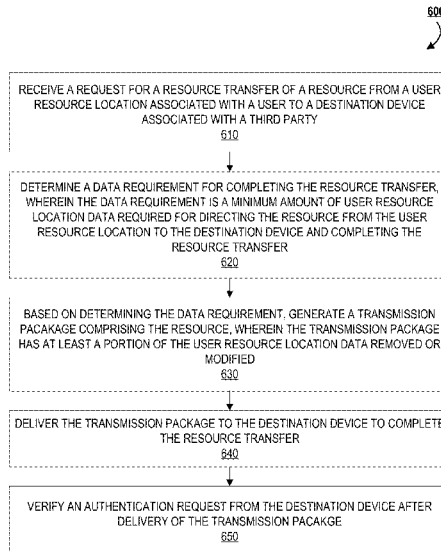 600
RECEIVE A REQUEST FOR A RESOURCE TRANSFER OF A RESOURCE FROM A USER
RESOURCE LOCATION ASSOCIATED WITH A USER TO A DESTINATION DEVICE
ASSOCIATED WITH A THIRD PARTY
610
DETERMINE A DATA REQUIREMENT FOR COMPLETING THE RESOURCE TRANSFER,
WHEREIN THE DATA REQUIREMENT IS A MINIMUM AMOUNT OF USER RESOURCE
LOCATION DATA REQUIRED FOR DIRECTING THE RESOURCE FROM THE USER
RESOURCE LOCATION TO THE DESTINATION DEVICE AND COMPLETING THE
RESOURCE TRANSFER
620
BASED ON DETERMINING THE DATA REQUIREMENT, GENERATE A TRANSMISSION
PACAKAGE COMPRISING THE RESOURCE, WHEREIN THE TRANSMISSION PACKAGE
HAS AT LEAST A PORTION OF THE USER RESOURCE LOCATION DATA REMOVED OR
MODIFIED
630
DELIVER THE TRANSMISSION PACKAGE TO THE DESTINATION DEVICE TO COMPLETE
THE RESOURCE TRANSFER
640
VERIFY AN AUTHENTICATION REQUEST FROM THE DESTINATION DEVICE AFTER
DELIVERY OF THE TRANSMISSION PACAKGE
650